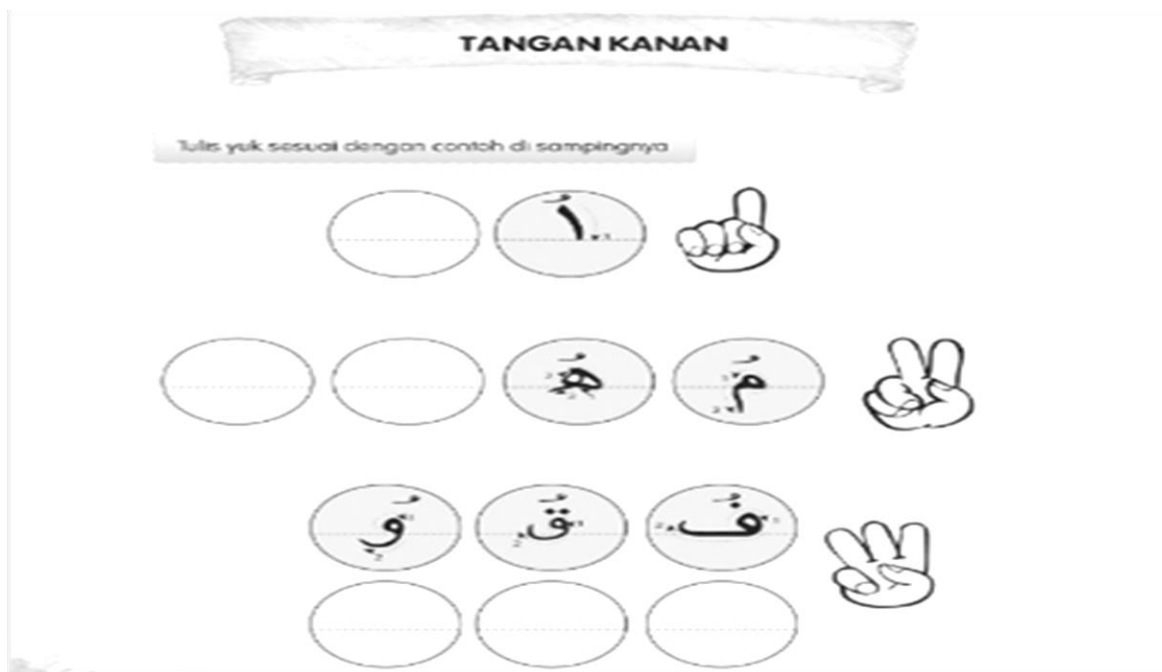 TANGAN KANAN
Tulis yuk sesuai dengan contoh di sampingnya
اُ
مُ هُ
فُ قُ وُ